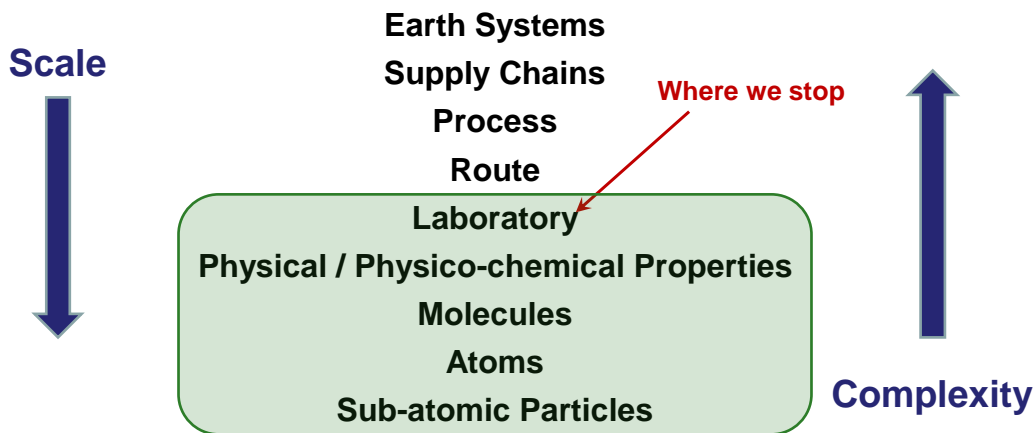 Earth Systems
Scale
Supply Chains
Where we stop
Process
Route
Laboratory
Physical / Physico-chemical Properties
Molecules
Atoms
Complexity
Sub-atomic Particles